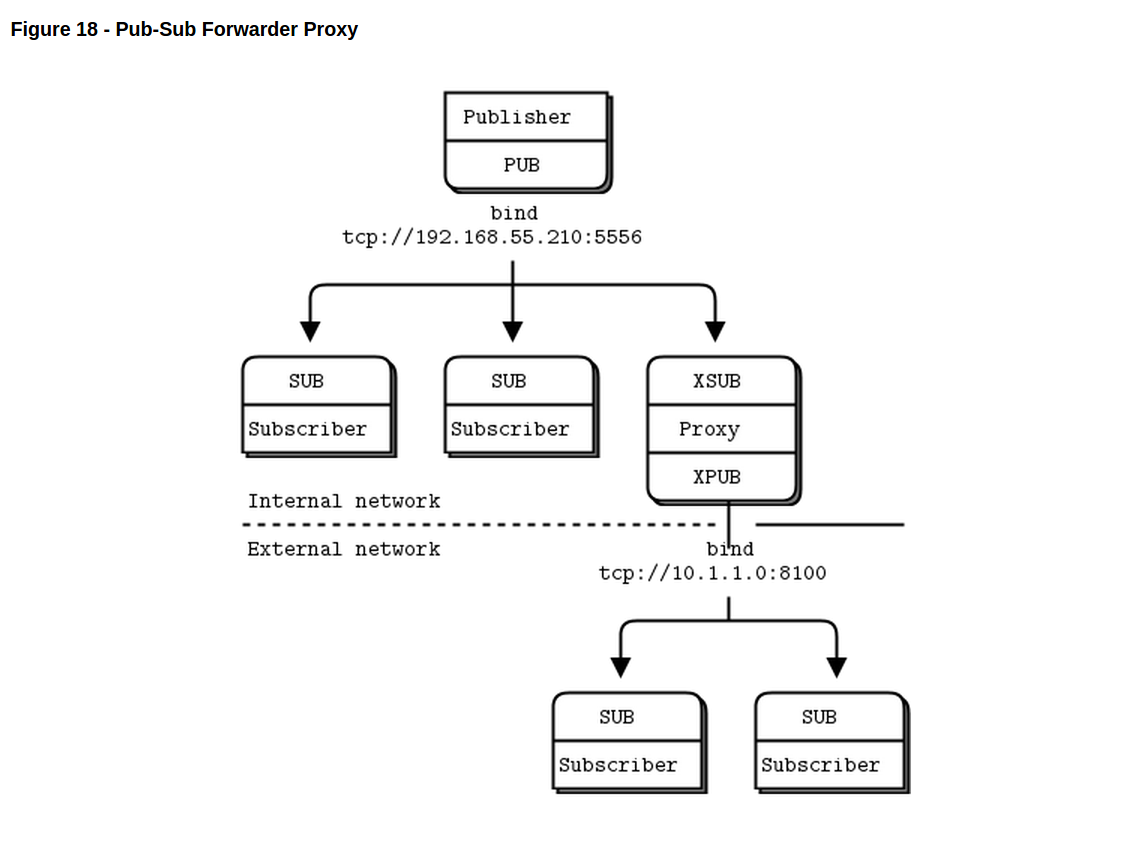 Figure 18 - Pub-Sub Forwarder Proxy
Publisher
PUB
bind
tcp://192.168.55.210:5556
SUB
Subscriber
SUB
Subscriber
XSUB
Proxy
XPUB
Internal network
External network
bind
tcp://10.1.1.0:8100
SUB
Subscriber
SUB
Subscriber